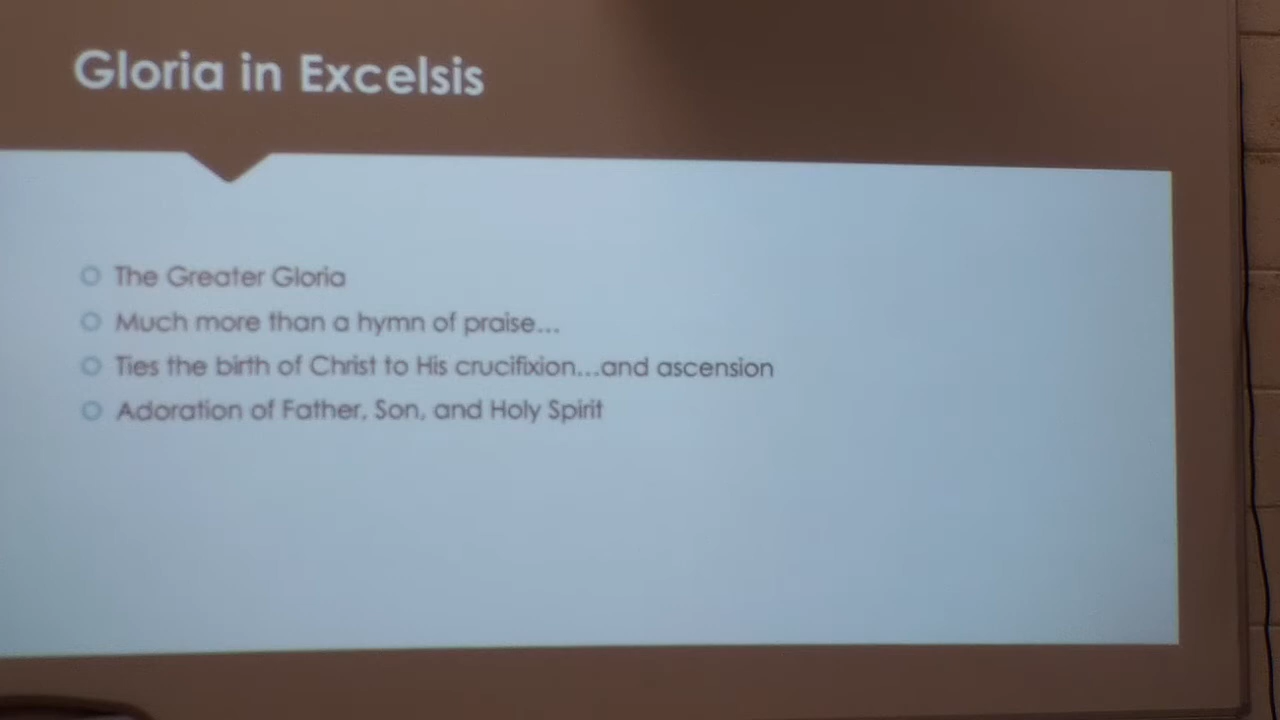 Gloria in Excelsis
The Greater Gloria
Much more than a hymn of praise...
Ties the birth of Christ to His crucifixion...and ascension
Adoration of Father, Son, and Holy Spirit